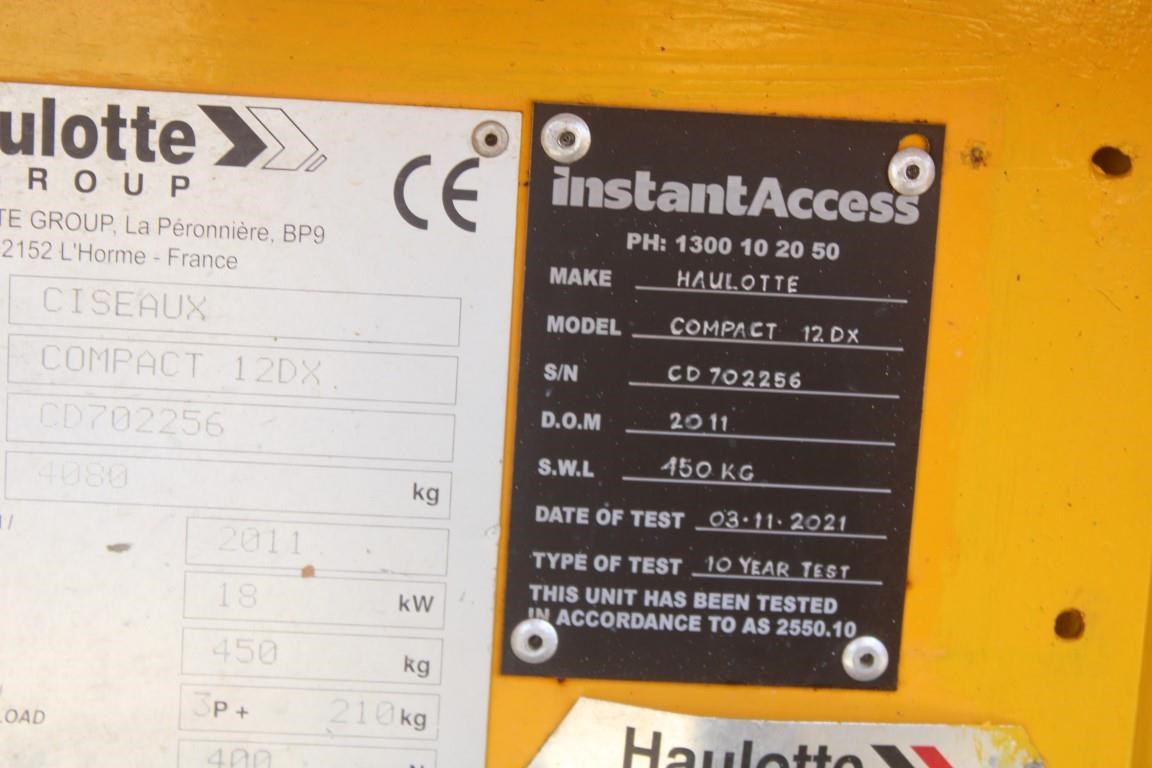 ulotte
ROUP
CE
TE GROUP, La Péronnière, BP9
2152 L'Horme - France
CISEAUX
COMPACT 12DX
CD702256
4080 kg
2011
18 kW
450 kg
OAD 3P + 210 kg
400
instantAccess
PH: 1300 10 20 50
MAKE HAULOTTE
MODEL COMPACT 12 DX
S/N CD 702256
D.O.M 2011
S.W.L 450 KG
DATE OF TEST 03·11·2021
TYPE OF TEST 10 YEAR TEST
THIS UNIT HAS BEEN TESTED
IN ACCORDANCE TO AS 2550.10
Haulotte